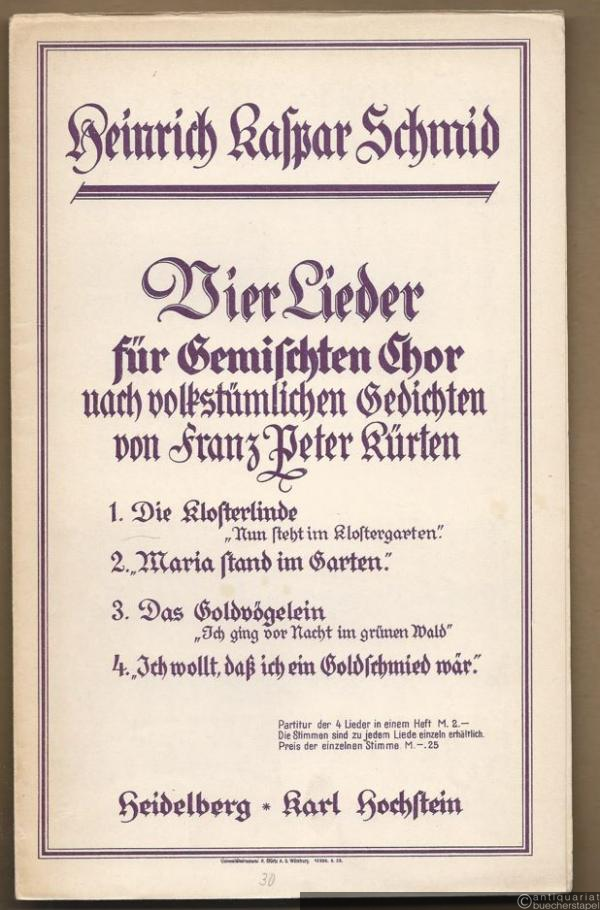 Heinrich Kaſpar Schmid
Vier Lieder
für Gemiſchten Chor
nach volkstümlichen Gedichten
von Franz Peter Kürten
1. Die Kloſterlinde
„Nun ſteht im Kloſtergarten."
2. „Maria ſtand im Garten."
3. Das Goldvögelein
„Ich ging vor Nacht im grünen Wald"
4. „Ich wollt, daß ich ein Goldſchmied wär."
Partitur der 4 Lieder in einem Heft M. 2.—
Die Stimmen sind zu jedem Liede einzeln erhältlich.
Preis der einzelnen Stimme M. —.25
Heidelberg * Karl Hochſtein
Würzburg
30
©antiquariat
buecherstapel